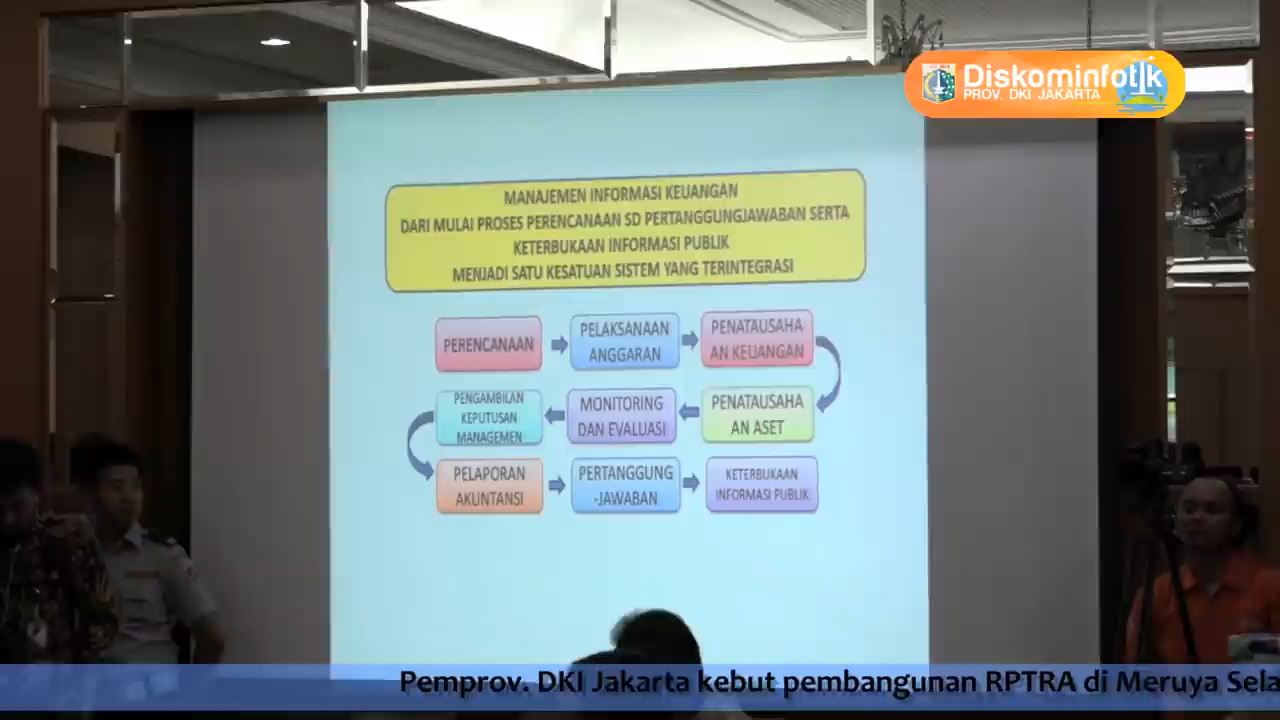 Diskominfotik
PROV. DKI JAKARTA
MANAJEMEN INFORMASI KEUANGAN
DARI MULAI PROSES PERENCANAAN SD PERTANGGUNGJAWABAN SERTA
KETERBUKAAN INFORMASI PUBLIK
MENJADI SATU KESATUAN SISTEM YANG TERINTEGRASI
PERENCANAAN
PELAKSANAAN
ANGGARAN
PENATAUSAHA
AN KEUANGAN
PENATAUSAHA
AN ASET
MONITORING
DAN EVALUASI
PENGAMBILAN
KEPUTUSAN
MANAGEMEN
PELAPORAN
AKUNTANSI
PERTANGGUNG
-JAWABAN
KETERBUKAAN
INFORMASI PUBLIK
Pemprov. DKI Jakarta kebut pembangunan RPTRA di Meruya Sela